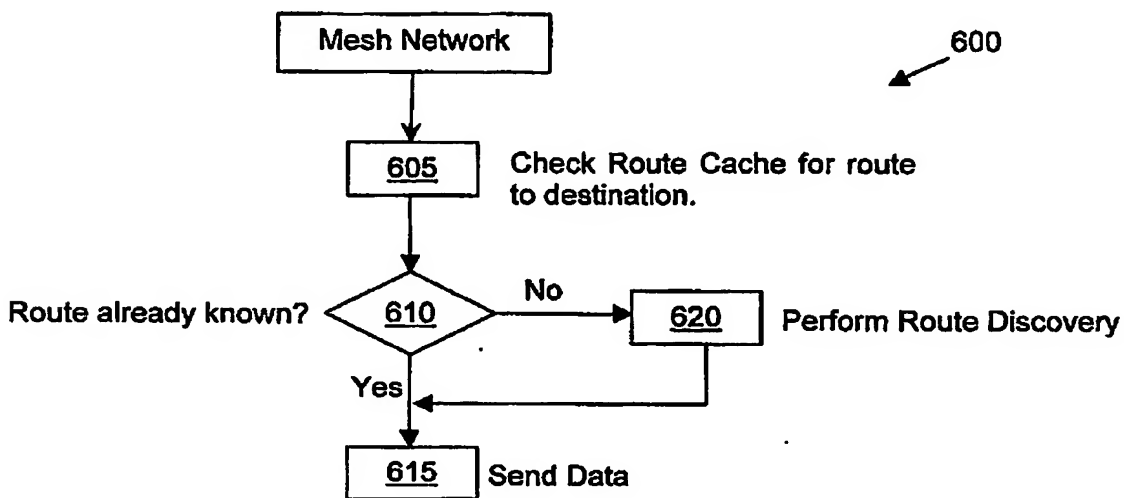 Mesh Network
600
605
Check Route Cache for route
to destination.
Route already known?
610
No
620
Perform Route Discovery
Yes
615
Send Data